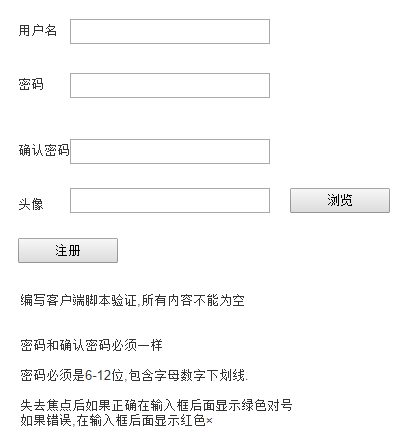 用户名
密码
确认密码
头像 浏览
注册
编写客户端脚本验证,所有内容不能为空
密码和确认密码必须一样
密码必须是6-12位,包含字母数字下划线.
失去焦点后如果正确在输入框后面显示绿色对号
如果错误,在输入框后面显示红色×